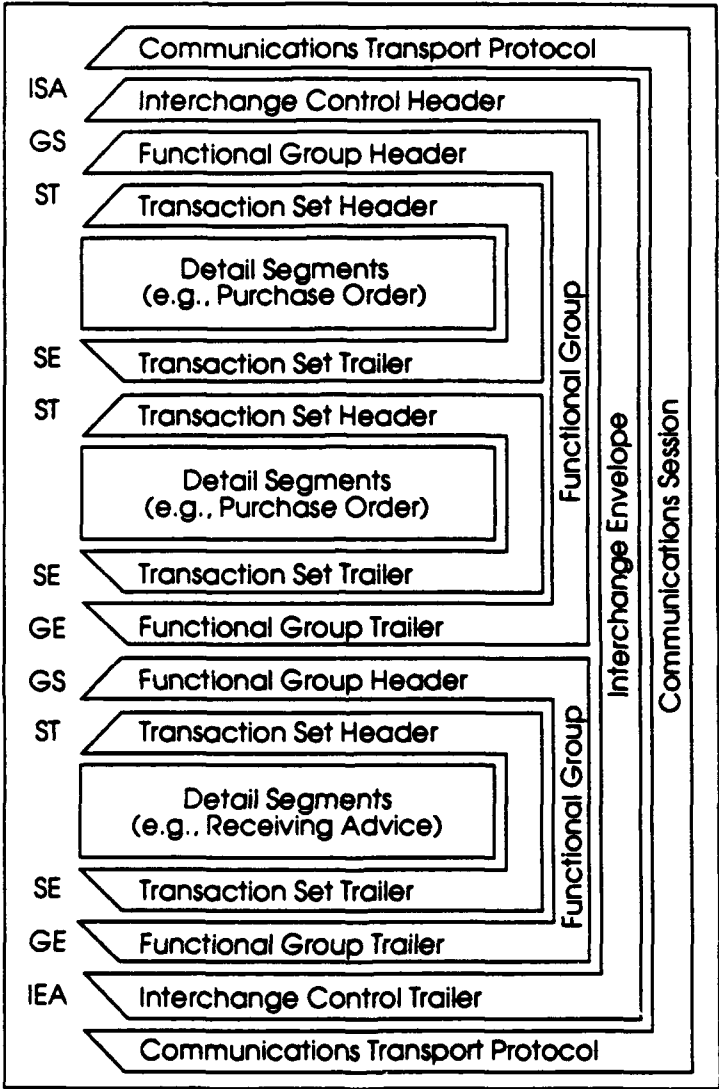 Communications Transport Protocol
ISA Interchange Control Header
GS Functional Group Header
ST Transaction Set Header
Detail Segments
(e.g., Purchase Order)
SE Transaction Set Trailer
ST Transaction Set Header
Detail Segments
(e.g., Purchase Order)
SE Transaction Set Trailer
GE Functional Group Trailer
Functional Group
GS Functional Group Header
ST Transaction Set Header
Detail Segments
(e.g., Receiving Advice)
SE Transaction Set Trailer
GE Functional Group Trailer
Functional Group
IEA Interchange Control Trailer
Interchange Envelope
Communications Transport Protocol
Communications Session